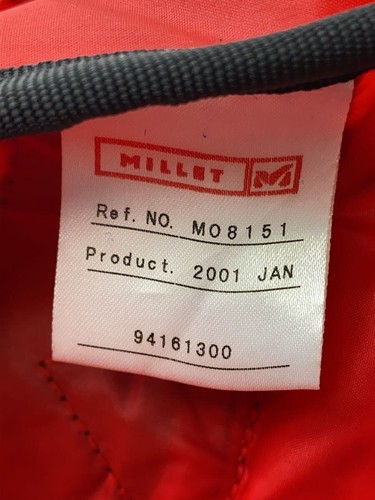 MILLET M
Ref. NO. MO8151
Product. 2001 JAN
94161300